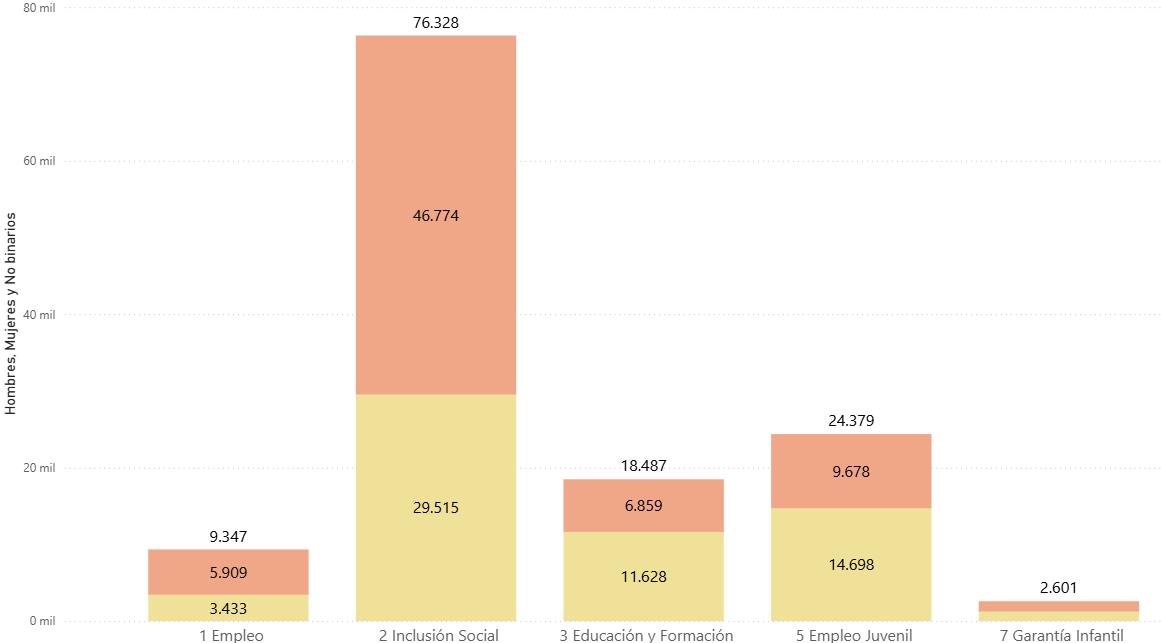 80 mil
60 mil
40 mil
20 mil
0 mil
Hombres, Mujeres y No binarios
9.347
5.909
3.433
76.328
46.774
29.515
18.487
6.859
11.628
24.379
9.678
14.698
2.601
1 Empleo
2 Inclusión Social
3 Educación y Formación
5 Empleo Juvenil
7 Garantía Infantil